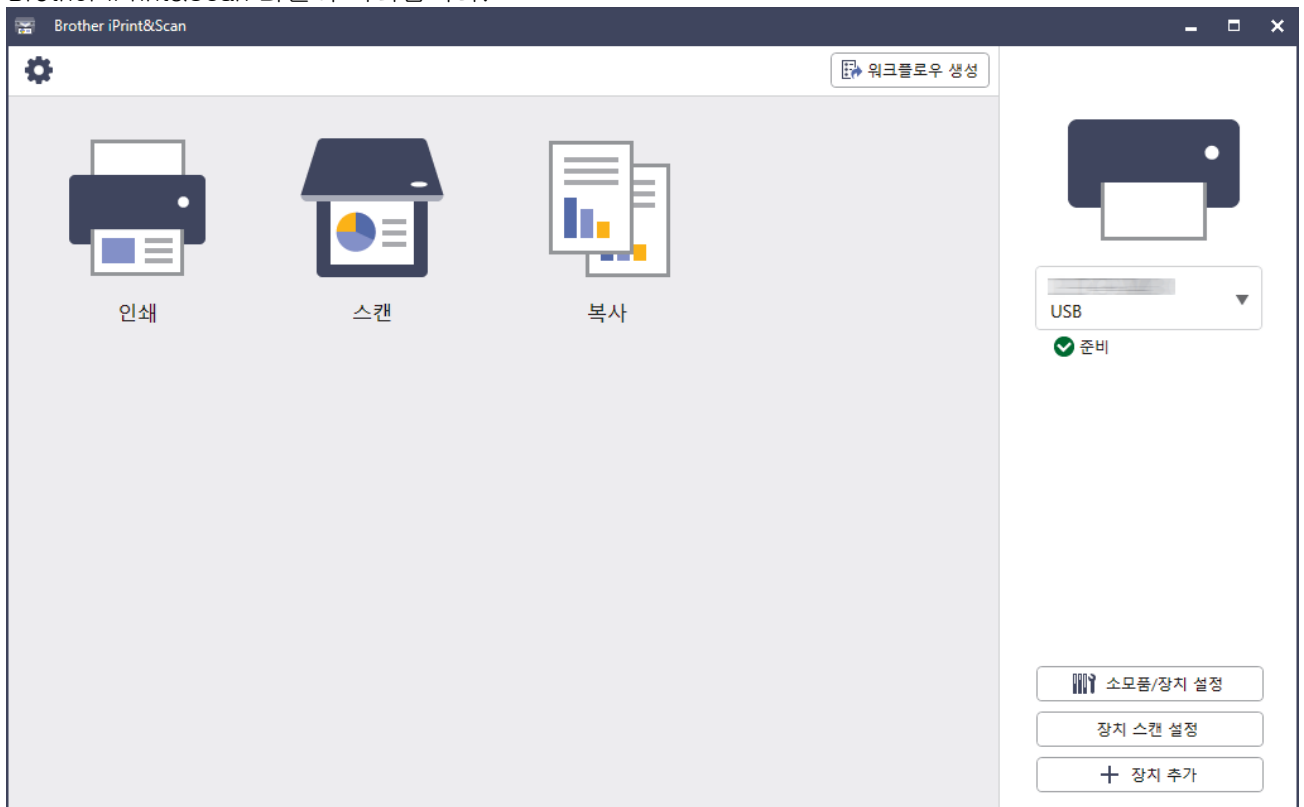 Brother iPrint&Scan
워크플로우 생성
인쇄
스캔
복사
USB
준비
소모품/장치 설정
장치 스캔 설정
장치 추가